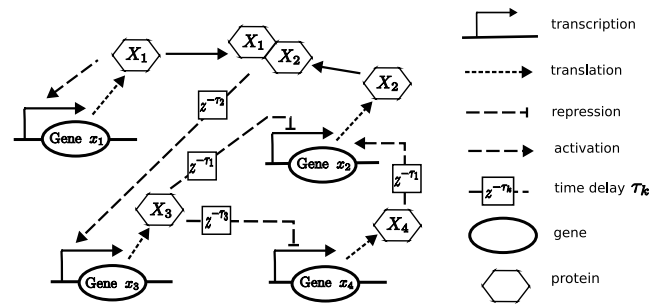 X₁
X₁
X₂
X₂
transcription
translation
repression
activation
time delay τₖ
gene
protein
z^{-τₖ}
Gene x₁
z^{-τ₂}
z^{-τ₁}
Gene x₂
z^{-τ₁}
X₃
z^{-τ₃}
X₄
Gene x₃
Gene x₄